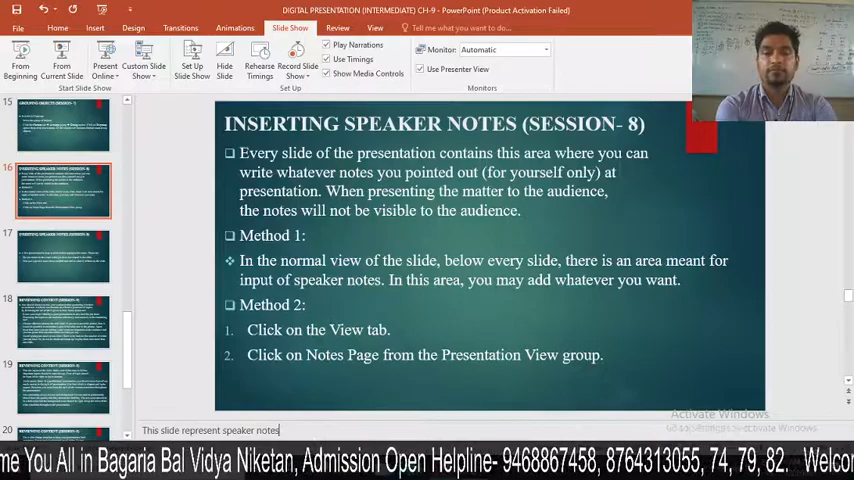 DIGITAL PRESENTATION (INTERMEDIATE) CH-9 - PowerPoint (Product Activation Failed)
File Home Insert Design Transitions Animations Slide Show Review View Tell me what you want to do...
From Beginning
From Current Slide
Present Online
Custom Slide Show
Start Slide Show
Set Up Slide Show
Hide Slide
Rehearse Timings
Record Slide Show
Play Narrations
Use Timings
Show Media Controls
Set Up
Monitor: Automatic
Use Presenter View
Monitors
15
16
17
18
19
20
INSERTING SPEAKER NOTES (SESSION- 8)
Every slide of the presentation contains this area where you can
write whatever notes you pointed out (for yourself only) at
presentation. When presenting the matter to the audience,
the notes will not be visible to the audience.
Method 1:
In the normal view of the slide, below every slide, there is an area meant for
input of speaker notes. In this area, you may add whatever you want.
Method 2:
1. Click on the View tab.
2. Click on Notes Page from the Presentation View group.
Activate Windows
This slide represent speaker notes
me You All in Bagaria Bal Vidya Niketan, Admission Open Helpline- 9468867458, 8764313055, 74, 79, 82. Welco